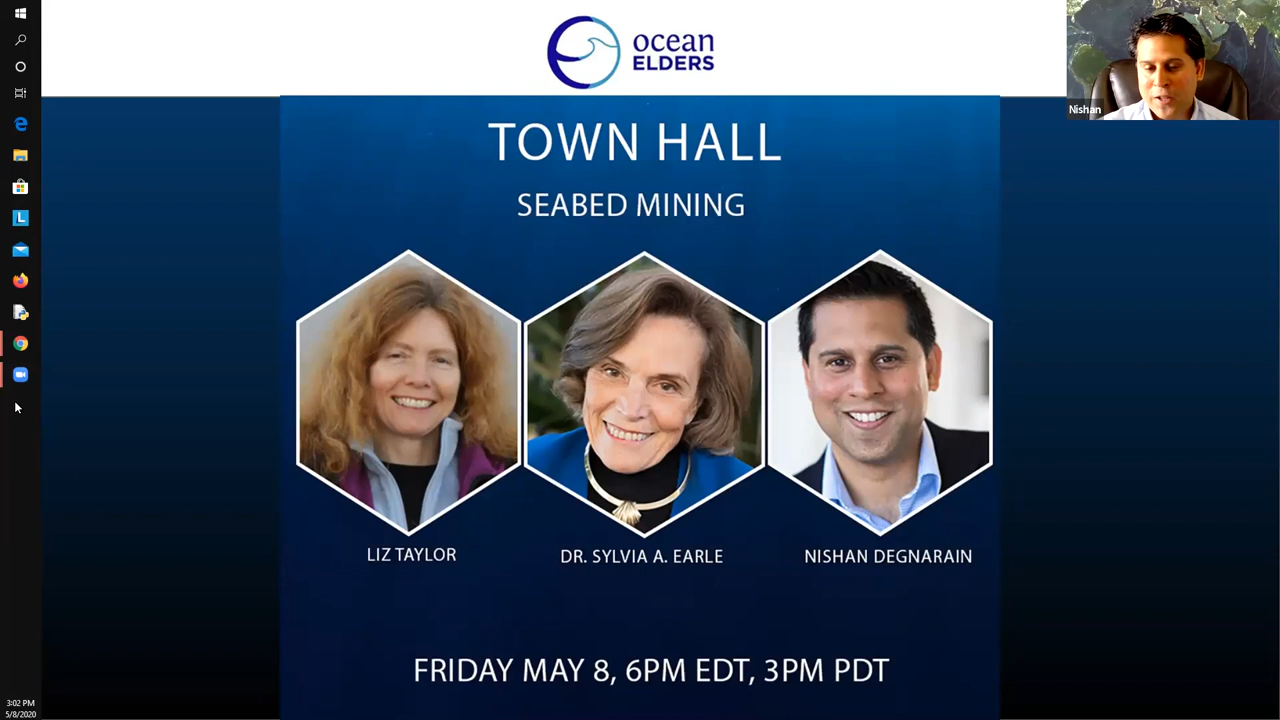 ocean
ELDERS
Nishan
TOWN HALL
SEABED MINING
L
LIZ TAYLOR
DR. SYLVIA A. EARLE
NISHAN DEGNARAIN
FRIDAY MAY 8, 6PM EDT, 3PM PDT
3:02 PM
5/8/2020